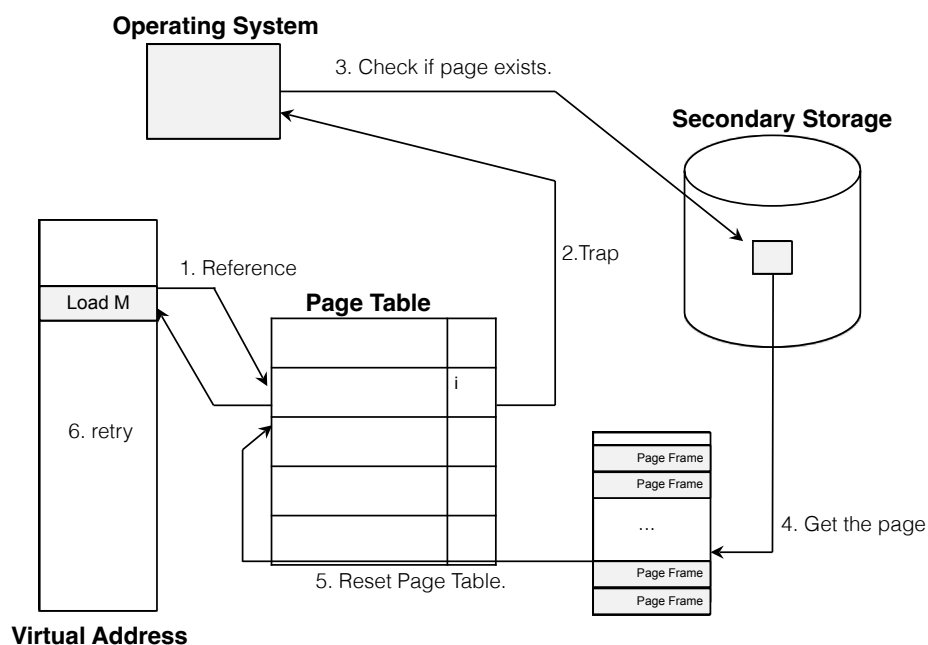 Operating System
3. Check if page exists.
Secondary Storage
2.Trap
1. Reference
Load M
Page Table
i
6. retry
Page Frame
Page Frame
...
4. Get the page
Page Frame
5. Reset Page Table.
Page Frame
Virtual Address